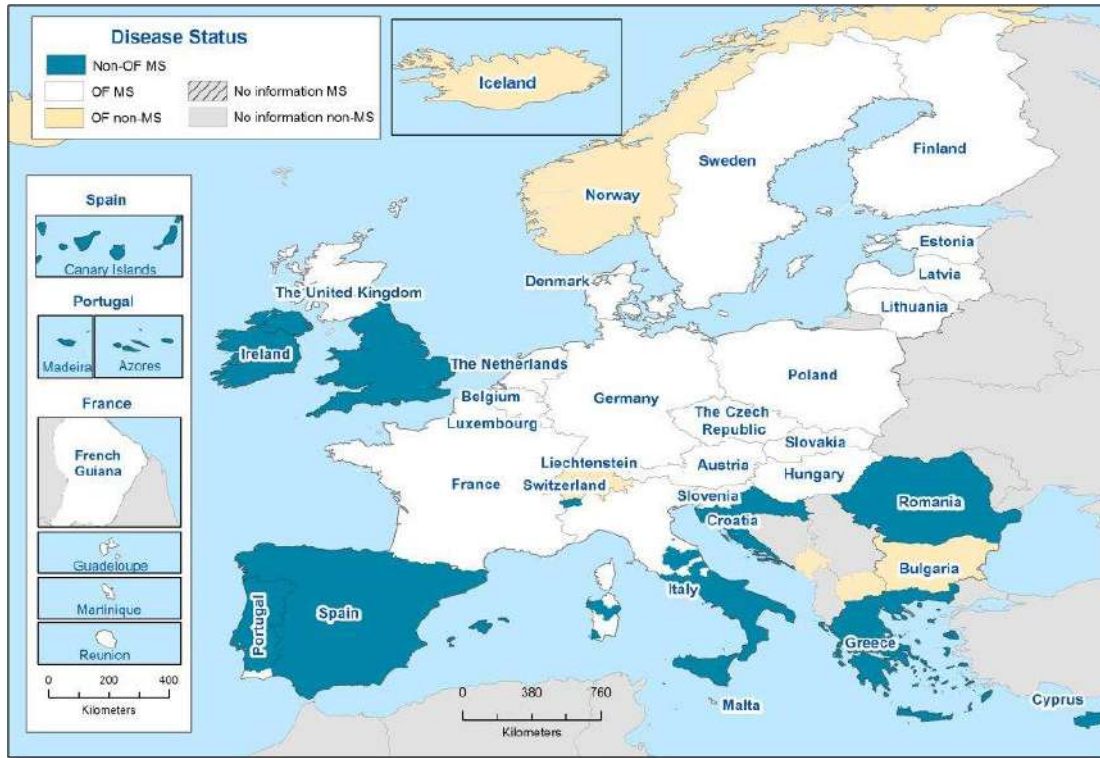 Disease Status
Non-OF MS
OF MS
No information MS
OF non-MS
No information non-MS
Iceland
Spain
Canary Islands
Portugal
Madeira
Azores
France
French
Guiana
Guadeloupe
Martinique
Reunion
0 200 400
Kilometers
Norway
Sweden
Finland
Estonia
Latvia
Lithuania
Denmark
The United Kingdom
Ireland
The Netherlands
Belgium
Luxembourg
Germany
Poland
The Czech
Republic
Slovakia
Liechtenstein
Austria
Hungary
France
Switzerland
Slovenia
Croatia
Romania
Bulgaria
Italy
Portugal
Spain
Greece
Malta
Cyprus
0 380 760
Kilometers